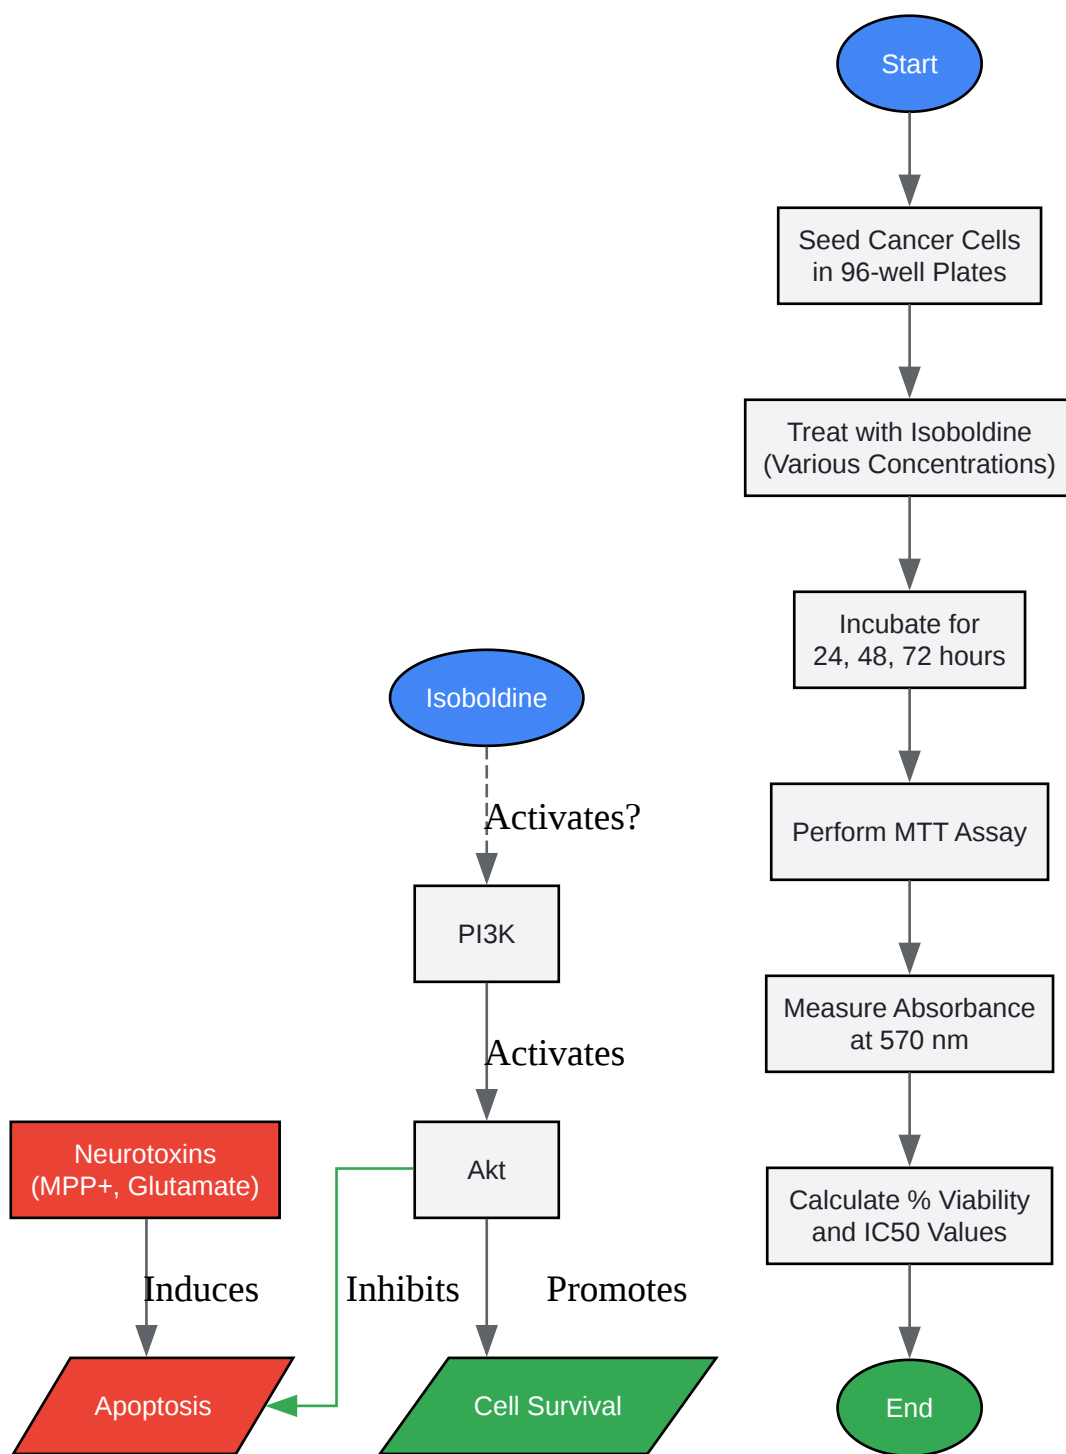 Start
Seed Cancer Cells
in 96-well Plates
Treat with Isoboldine
(Various Concentrations)
Incubate for
24, 48, 72 hours
Perform MTT Assay
Measure Absorbance
at 570 nm
Calculate % Viability
and IC50 Values
End
Isoboldine
Activates?
PI3K
Activates
Akt
Neurotoxins
(MPP+, Glutamate)
Induces
Inhibits
Promotes
Apoptosis
Cell Survival